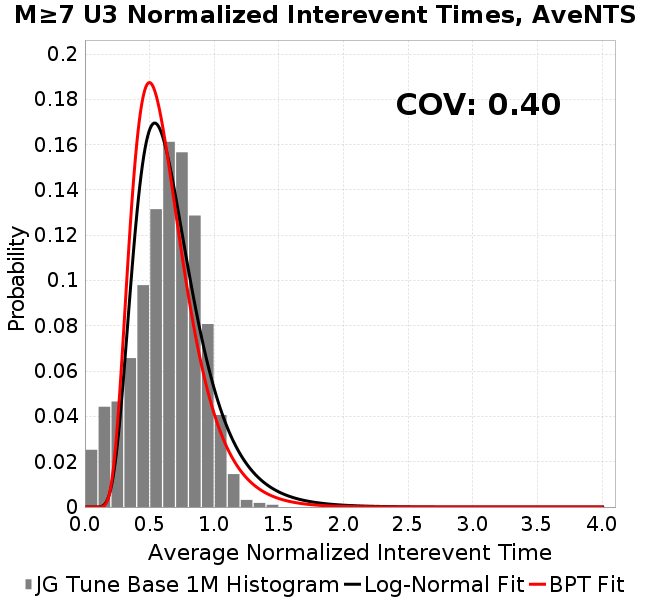 M≥7 U3 Normalized Interevent Times, AveNTS
COV: 0.40
Probability
0.2
0.18
0.16
0.14
0.12
0.1
0.08
0.06
0.04
0.02
0
0.0 0.5 1.0 1.5 2.0 2.5 3.0 3.5 4.0
Average Normalized Interevent Time
JG Tune Base 1M Histogram Log-Normal Fit BPT Fit